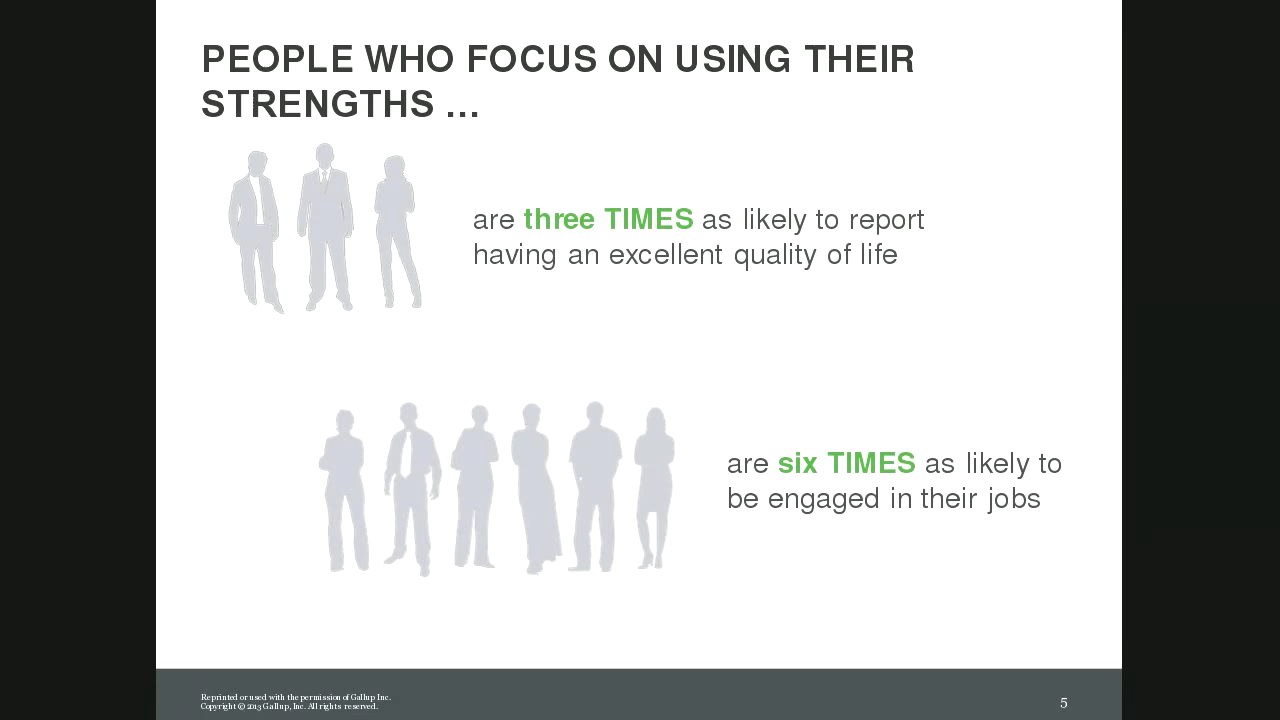 PEOPLE WHO FOCUS ON USING THEIR
STRENGTHS ...
are three TIMES as likely to report
having an excellent quality of life
are six TIMES as likely to
be engaged in their jobs
Reprinted or used with the permission of Gallup Inc.
Copyright © 2013 Gallup, Inc. All rights reserved.
5